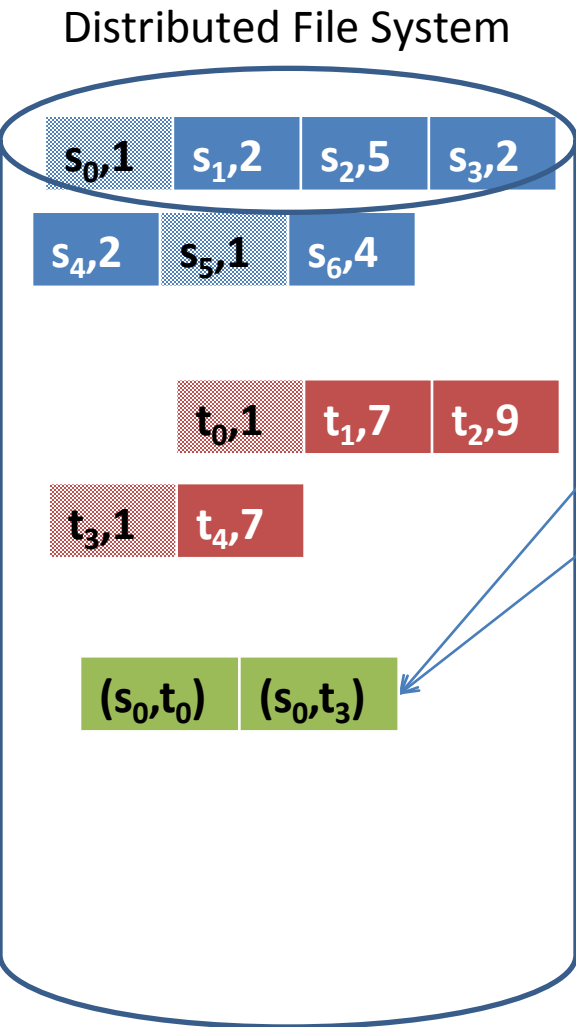 Distributed File System
s₀,1 s₁,2 s₂,5 s₃,2
s₄,2 s₅,1 s₆,4
t₀,1 t₁,7 t₂,9
t₃,1 t₄,7
(s₀,t₀) (s₀,t₃)